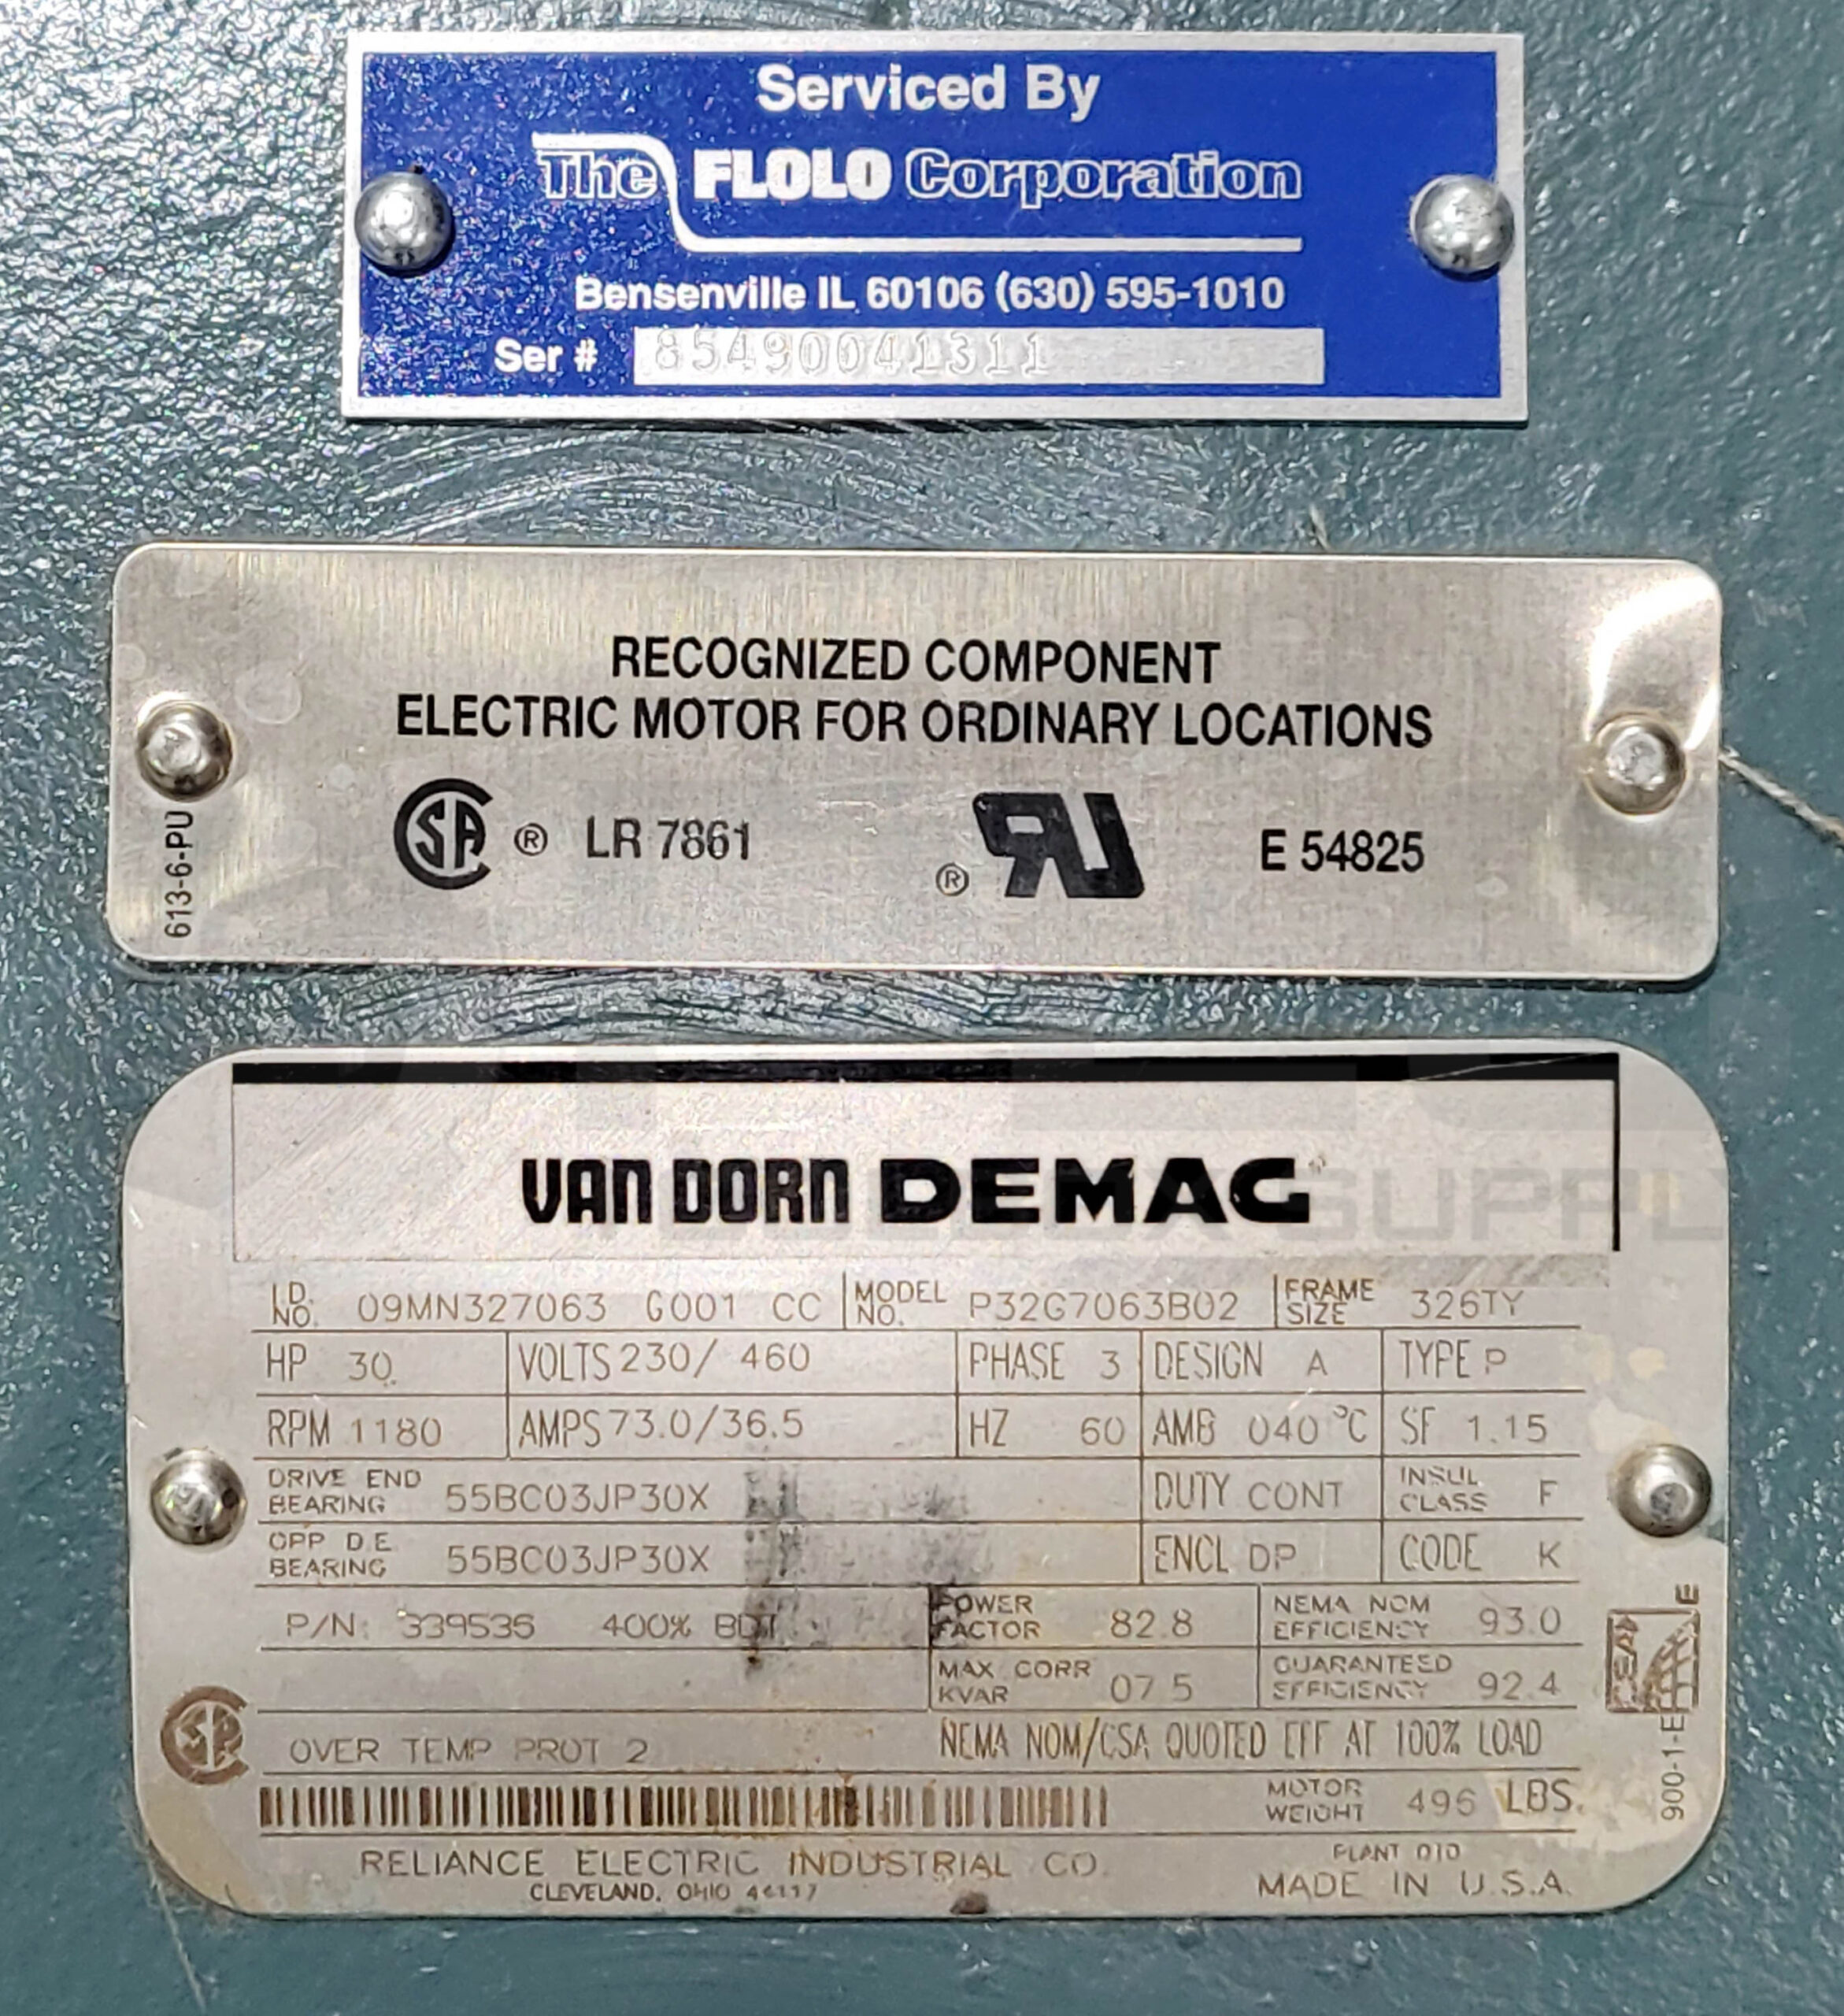 Serviced By
The FLOLO Corporation
Bensenville IL 60106 (630) 595-1010
Ser # 85490041311
RECOGNIZED COMPONENT
ELECTRIC MOTOR FOR ORDINARY LOCATIONS
SA ® LR 7861 ® RU E 54825
613-6-PU
VAN DORN DEMAG
SUPPLY
I.D. NO. 09MN327063 G001 CC MODEL NO. P32G7063B02 FRAME SIZE 326TY
HP 30 VOLTS 230/ 460 PHASE 3 DESIGN A TYPE P
RPM 1180 AMPS 73.0/36.5 HZ 60 AMB 040 °C SF 1.15
DRIVE END BEARING 55BC03JP30X DUTY CONT INSUL CLASS F
OPP D E BEARING 55BC03JP30X ENCL DP CODE K
P/N: 339536 400% BDT POWER FACTOR 82.8 NEMA NOM EFFICIENCY 93.0
MAX CORR KVAR 07.5 GUARANTEED EFFICIENCY 92.4
OVER TEMP PROT 2 NEMA NOM/CSA QUOTED EFF AT 100% LOAD
SA
MOTOR WEIGHT 496 LBS.
RELIANCE ELECTRIC INDUSTRIAL CO.
CLEVELAND, OHIO 44117
PLANT 010
MADE IN U.S.A.
900-1-E